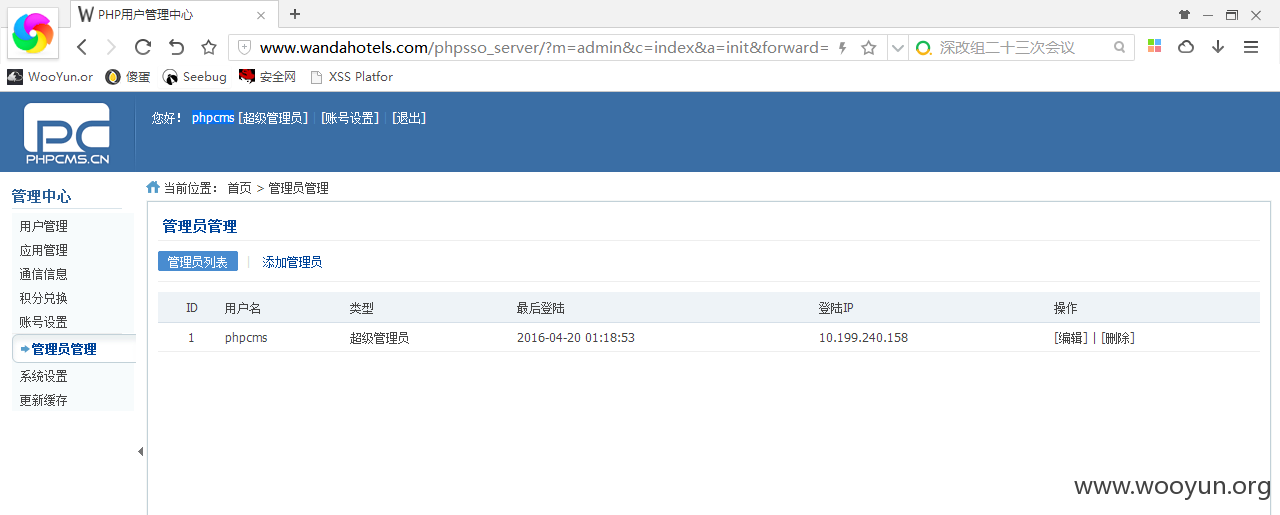 PHP用户管理中心
www.wandahotels.com/phpsso_server/?m=admin&c=index&a=init&forward=
深改组二十三次会议
WooYun.or 傻蛋 Seebug 安全网 XSS Platfor
PHPCMS.CN
您好! phpcms [超级管理员] | [账号设置] | [退出]
管理中心
用户管理
应用管理
通信信息
积分兑换
账号设置
管理员管理
系统设置
更新缓存
当前位置: 首页 > 管理员管理
管理员管理
管理员列表 | 添加管理员
ID 用户名 类型 最后登陆 登陆IP 操作
1 phpcms 超级管理员 2016-04-20 01:18:53 10.199.240.158 [编辑] | [删除]
www.wooyun.org